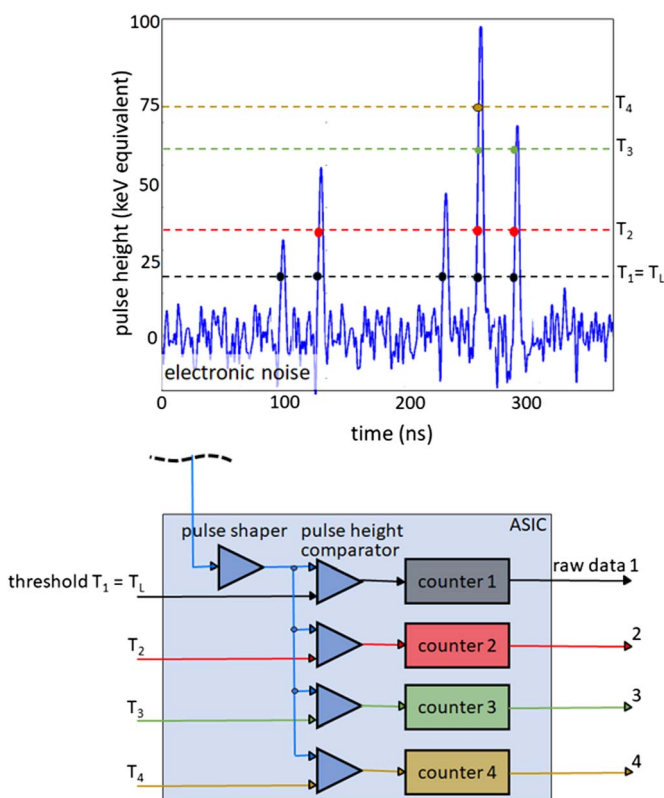 100
75
50
25
0
pulse height (keV equivalent)
T₄
T₃
T₂
T₁= T_L
electronic noise
0 100 200 300
time (ns)
ASIC
pulse shaper
pulse height
comparator
threshold T₁ = T_L
counter 1
raw data 1
T₂
counter 2
2
T₃
counter 3
3
T₄
counter 4
4